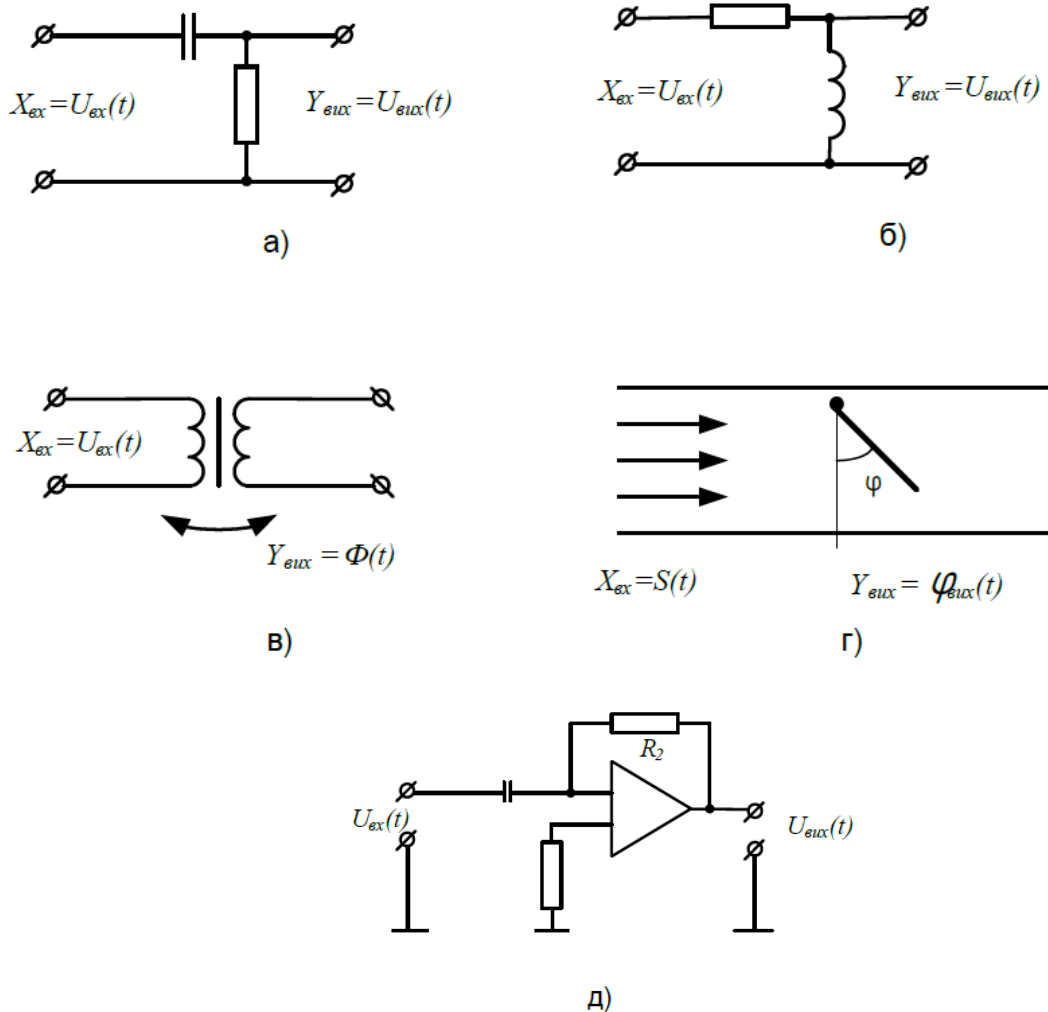 Xвх=Uвх(t)
Yвих=Uвих(t)
а)
Xвх=Uвх(t)
Yвих=Uвих(t)
б)
Xвх=Uвх(t)
Yвих = Φ(t)
в)
φ
Xвх=S(t)
Yвих = φвих(t)
г)
R2
Uвх(t)
Uвих(t)
д)